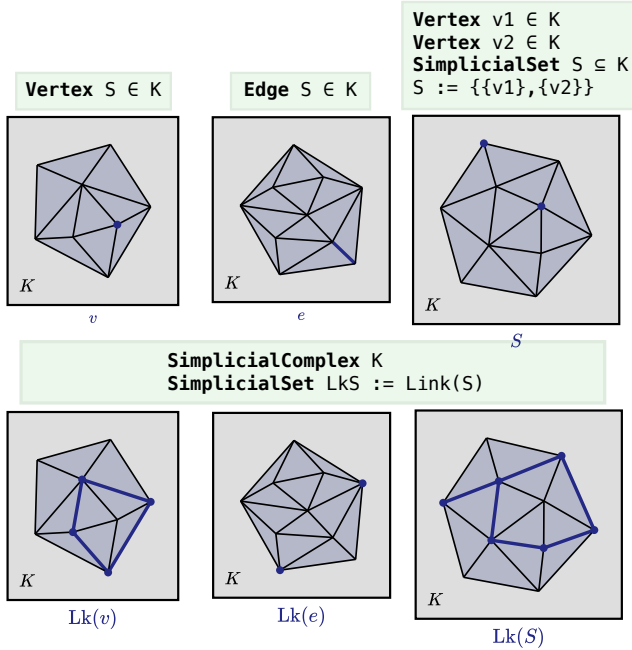 Vertex S ∈ K
Edge S ∈ K
Vertex v1 ∈ K
Vertex v2 ∈ K
SimplicialSet S ⊆ K
S := {{v1},{v2}}
K
v
K
e
K
S
SimplicialComplex K
SimplicialSet LkS := Link(S)
K
Lk(v)
K
Lk(e)
K
Lk(S)